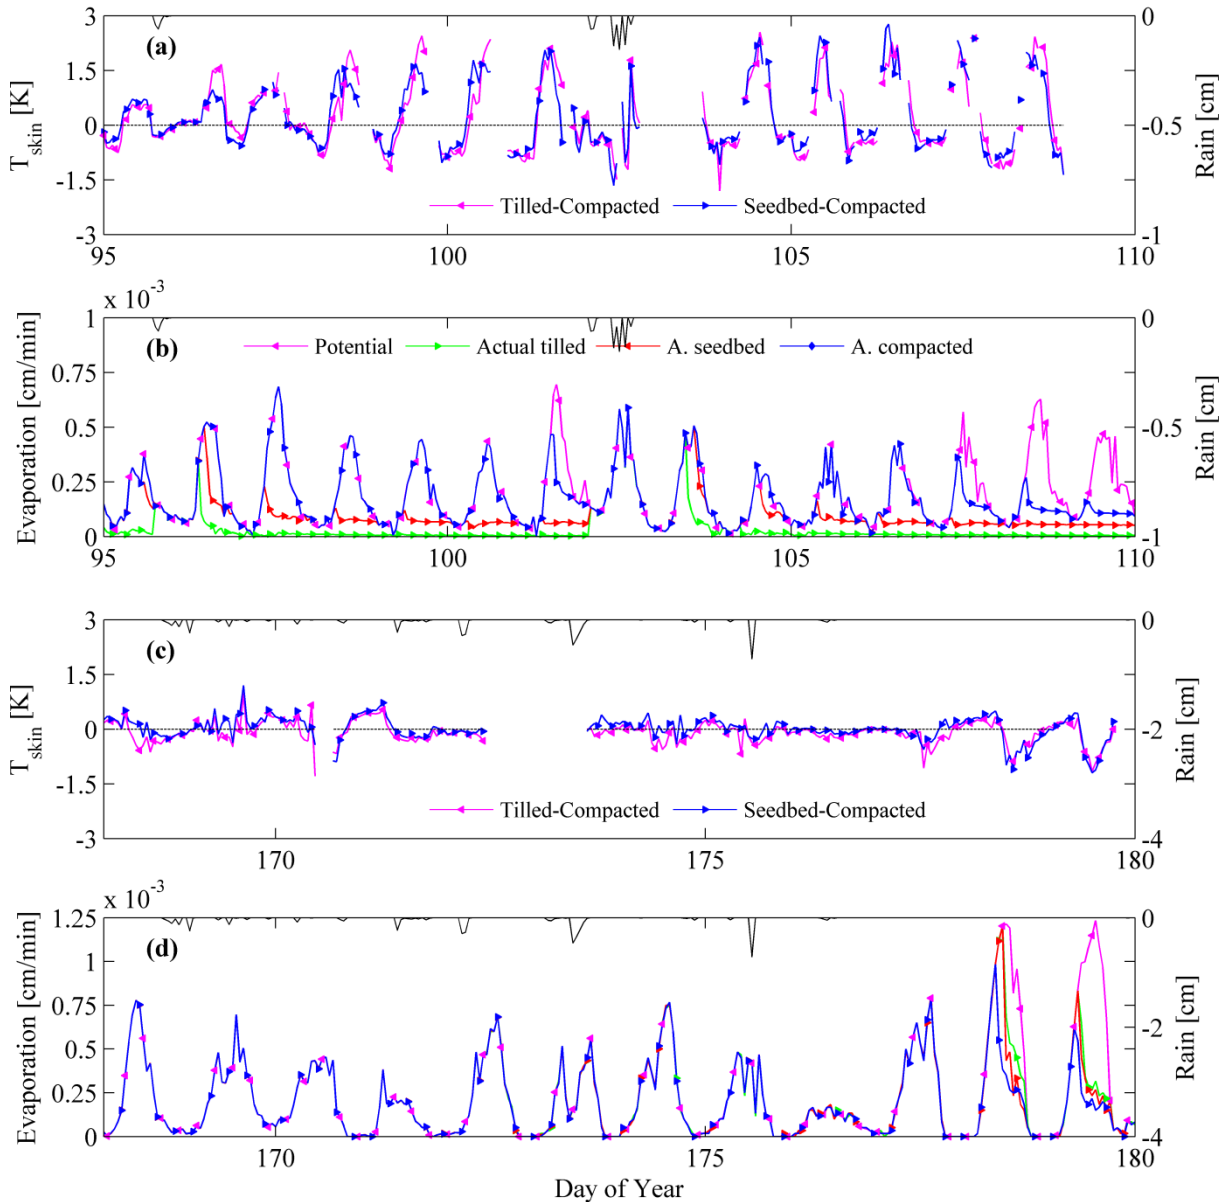 3
1.5
0
-1.5
-3
T_skin [K]
(a)
0
-0.5
-1
Rain [cm]
Tilled-Compacted
Seedbed-Compacted
95
100
105
110
x 10^-3
1
0.75
0.5
0.25
0
Evaporation [cm/min]
(b)
Potential
Actual tilled
A. seedbed
A. compacted
0
-0.5
-1
Rain [cm]
95
100
105
110
3
1.5
0
-1.5
-3
T_skin [K]
(c)
0
-1
-2
-3
-4
Rain [cm]
Tilled-Compacted
Seedbed-Compacted
170
175
180
x 10^-3
1.25
1
0.75
0.5
0.25
0
Evaporation [cm/min]
(d)
0
-2
-4
Rain [cm]
170
175
180
Day of Year